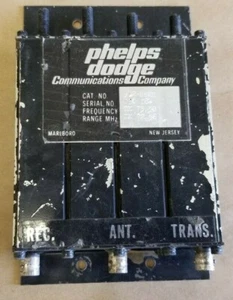 phelps
dodge
Communications Company
CAT. NO.
SERIAL NO
FREQUENCY
RANGE MHz
MARLBORO NEW JERSEY
REC. ANT. TRANS.